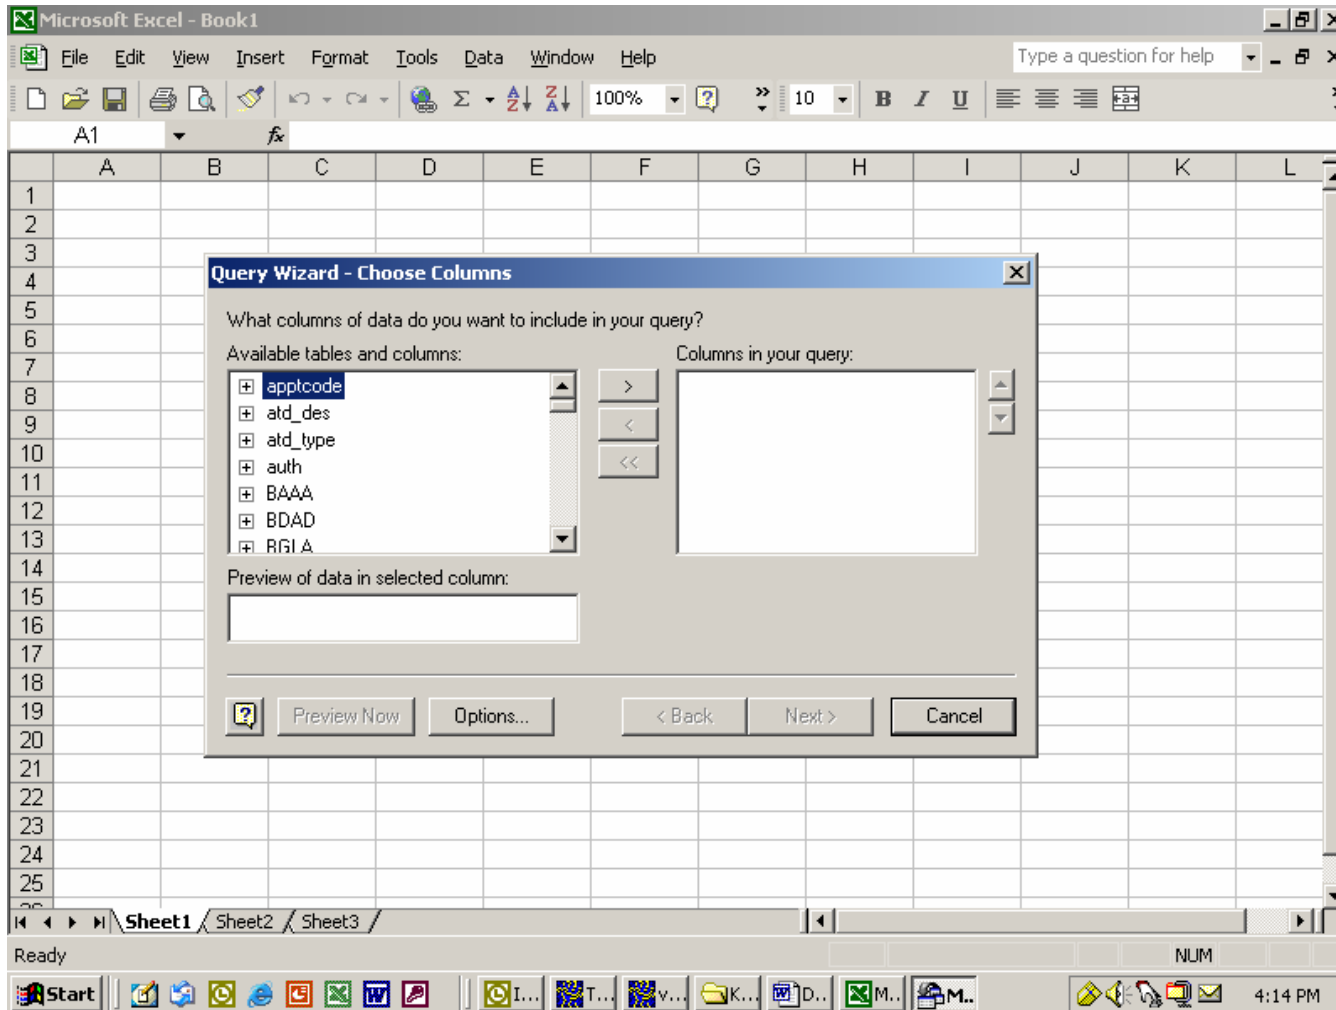 Microsoft Excel - Book1
File Edit View Insert Format Tools Data Window Help
Type a question for help
100% 10 B I U
A1 fx
A B C D E F G H I J K L
1
2
3
4
5
6
7
8
9
10
11
12
13
14
15
16
17
18
19
20
21
22
23
24
25
Query Wizard - Choose Columns
What columns of data do you want to include in your query?
Available tables and columns:
apptcode
atd_des
atd_type
auth
BAAA
BDAD
BGLA
>
<
<<
Columns in your query:
Preview of data in selected column:
Preview Now Options... < Back Next > Cancel
Sheet1 Sheet2 Sheet3
Ready NUM
Start I... T... v... K... D.. M.. M.. 4:14 PM